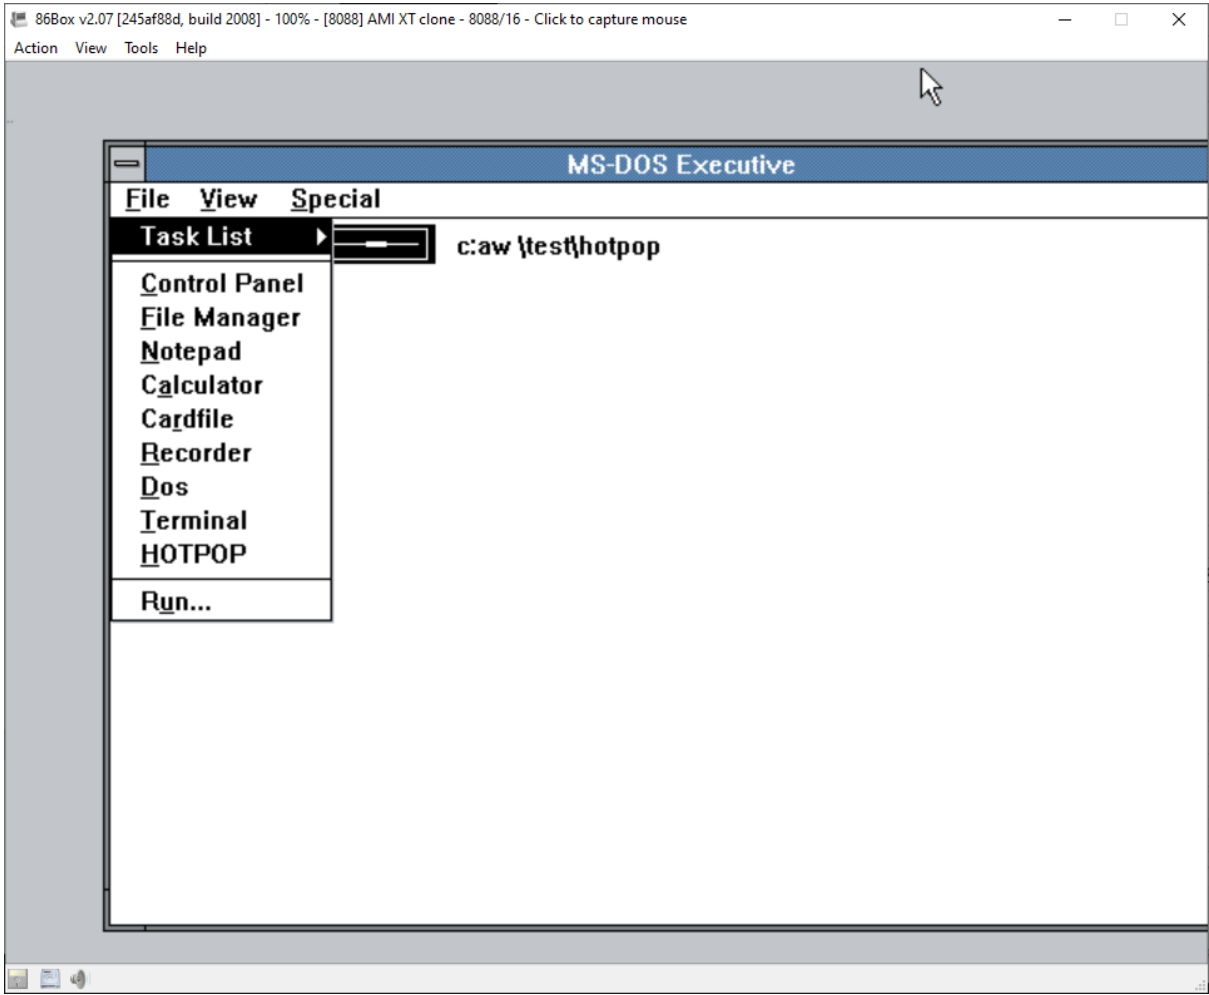 86Box v2.07 [245af88d, build 2008] - 100% - [8088] AMI XT clone - 8088/16 - Click to capture mouse
Action View Tools Help
MS-DOS Executive
File View Special
Task List
c:aw \test\hotpop
Control Panel
File Manager
Notepad
Calculator
Cardfile
Recorder
Dos
Terminal
HOTPOP
Run...